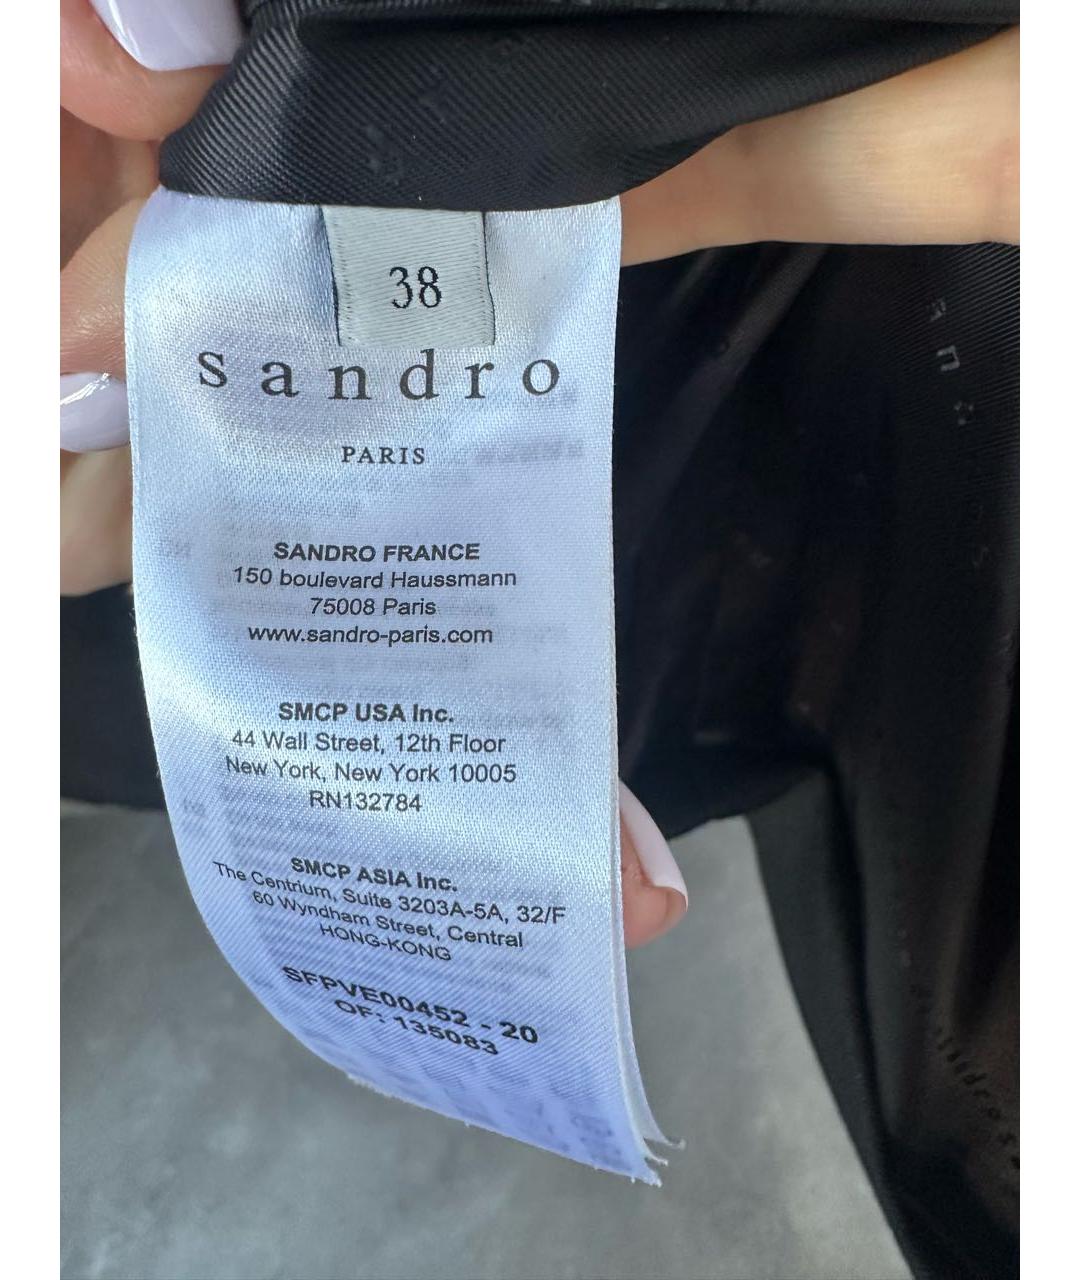 38
sandro
PARIS
SANDRO FRANCE
150 boulevard Haussmann
75008 Paris
www.sandro-paris.com
SMCP USA Inc.
44 Wall Street, 12th Floor
New York, New York 10005
RN132784
SMCP ASIA Inc.
The Centrium, Suite 3203A-5A, 32/F
60 Wyndham Street, Central
HONG-KONG
SFPVE00452 - 20
OF: 135083